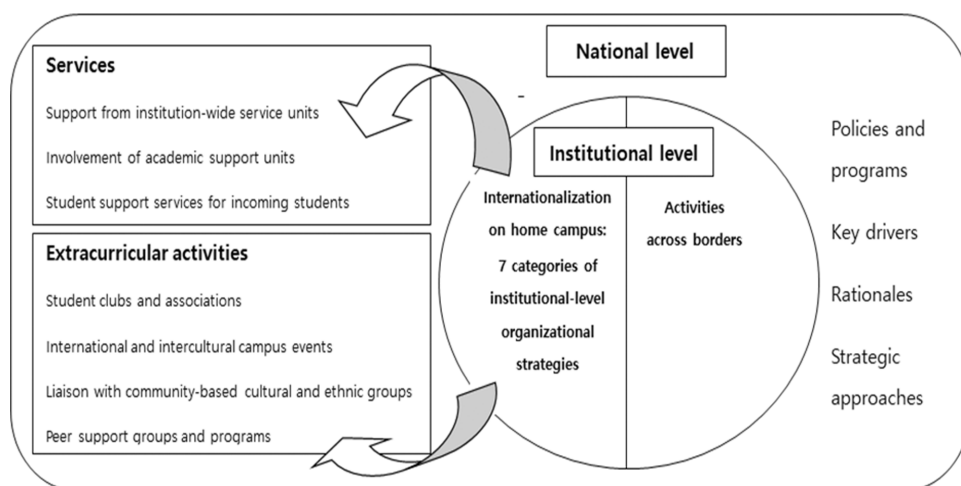 Services
Support from institution-wide service units
Involvement of academic support units
Student support services for incoming students
Extracurricular activities
Student clubs and associations
International and intercultural campus events
Liaison with community-based cultural and ethnic groups
Peer support groups and programs
National level
Institutional level
Internationalization
on home campus:
7 categories of
institutional-level
organizational
strategies
Activities
across borders
Policies and
programs
Key drivers
Rationales
Strategic
approaches